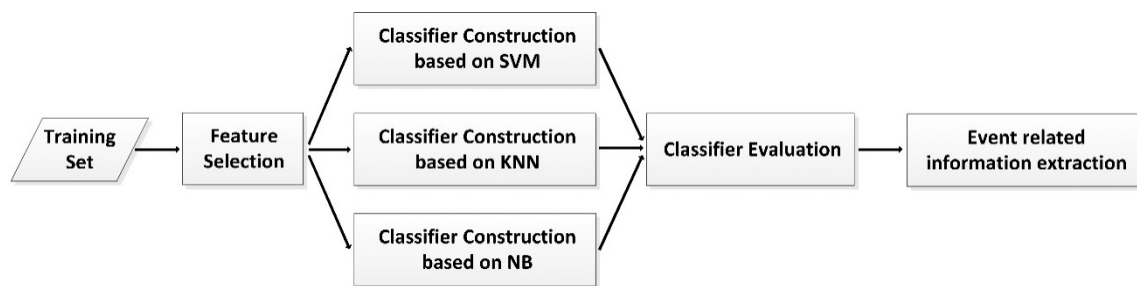 Training
Set
Feature
Selection
Classifier Construction
based on SVM
Classifier Construction
based on KNN
Classifier Construction
based on NB
Classifier Evaluation
Event related
information extraction